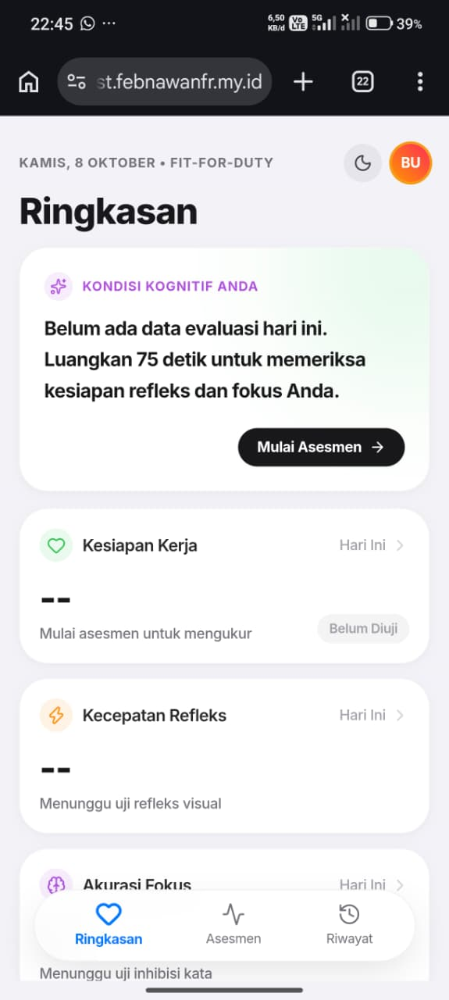 22:45 ...
6,50 KB/d Vo LTE 5G 39%
st.febnawanfr.my.id
22
KAMIS, 8 OKTOBER • FIT-FOR-DUTY
BU
Ringkasan
KONDISI KOGNITIF ANDA
Belum ada data evaluasi hari ini.
Luangkan 75 detik untuk memeriksa
kesiapan refleks dan fokus Anda.
Mulai Asesmen →
Kesiapan Kerja
Hari Ini
--
Mulai asesmen untuk mengukur
Belum Diuji
Kecepatan Refleks
Hari Ini
--
Menunggu uji refleks visual
Akurasi Fokus
Hari Ini
Ringkasan
Asesmen
Riwayat
Menunggu uji inhibisi kata